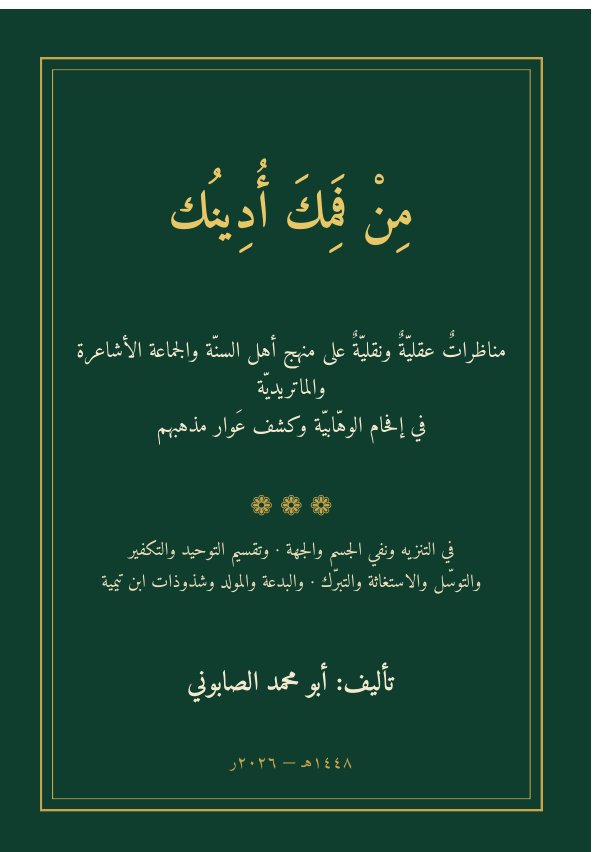 مِنْ فَمِكَ أُدِينُك
مناظراتٌ عقليّةٌ ونقليّةٌ على منهج أهل السنّة والجماعة الأشاعرة
والماتريديّة
في إفحام الوهّابيّة وكشف عَوار مذهبهم
في التنزيه ونفي الجسم والجهة · وتقسيم التوحيد والتكفير
والتوسّل والاستغاثة والتبرّك · والبدعة والمولد وشذوذات ابن تيمية
تأليف: أبو محمد الصابوني
١٤٤٨هـ — ٢٠٢٦ر